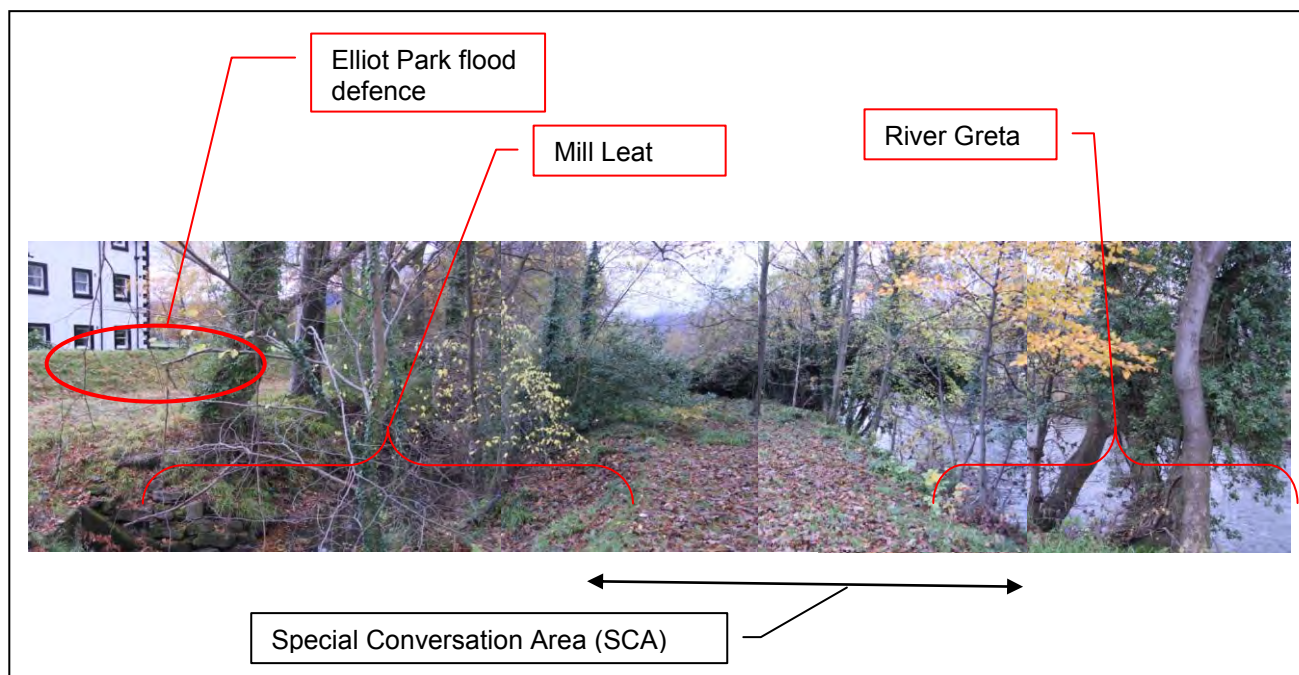 Elliot Park flood
defence
Mill Leat
River Greta
Special Conversation Area (SCA)